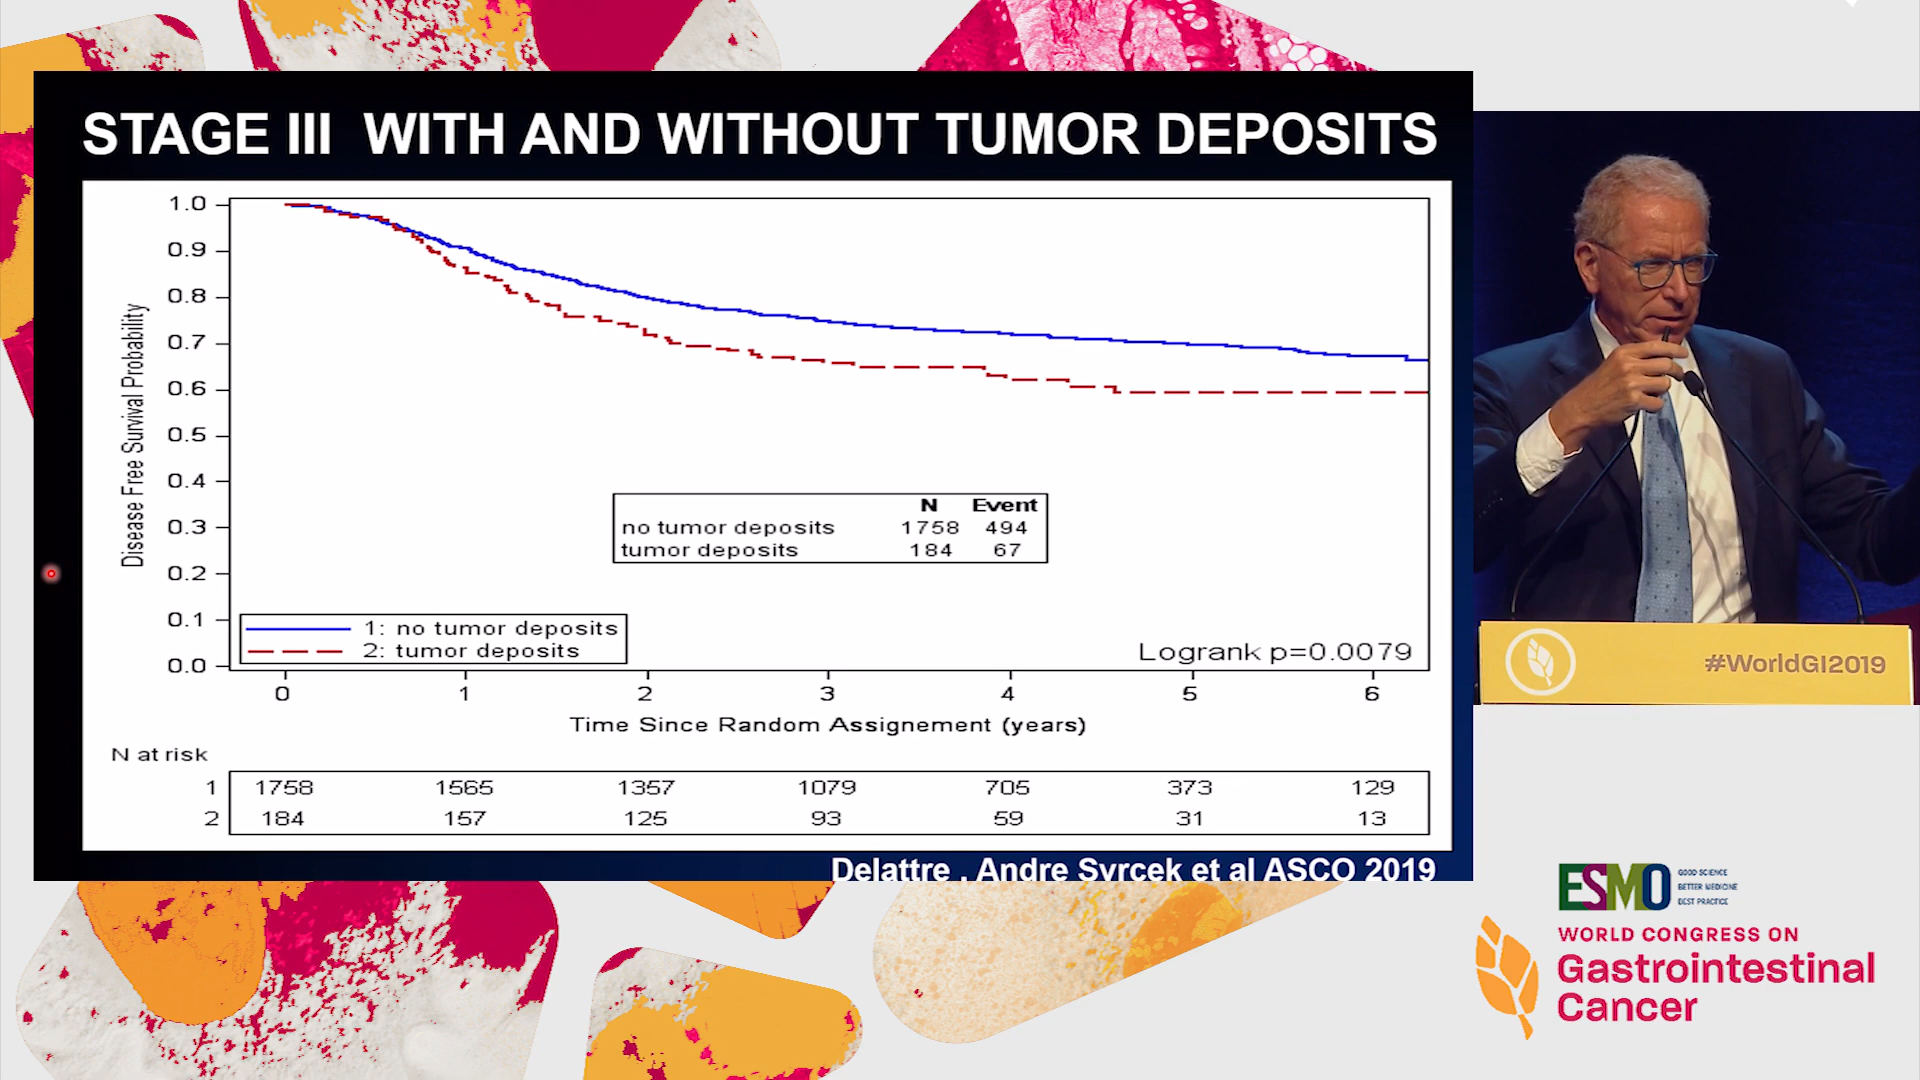 STAGE III WITH AND WITHOUT TUMOR DEPOSITS
Disease Free Survival Probability
1.0
0.9
0.8
0.7
0.6
0.5
0.4
0.3
0.2
0.1
0.0
N Event
no tumor deposits 1758 494
tumor deposits 184 67
1: no tumor deposits
2: tumor deposits
Logrank p=0.0079
0 1 2 3 4 5 6
Time Since Random Assignement (years)
N at risk
1 1758 1565 1357 1079 705 373 129
2 184 157 125 93 59 31 13
Delattre , Andre Svrcek et al ASCO 2019
#WorldGI2019
ESMO
GOOD SCIENCE
BETTER MEDICINE
BEST PRACTICE
WORLD CONGRESS ON
Gastrointestinal
Cancer